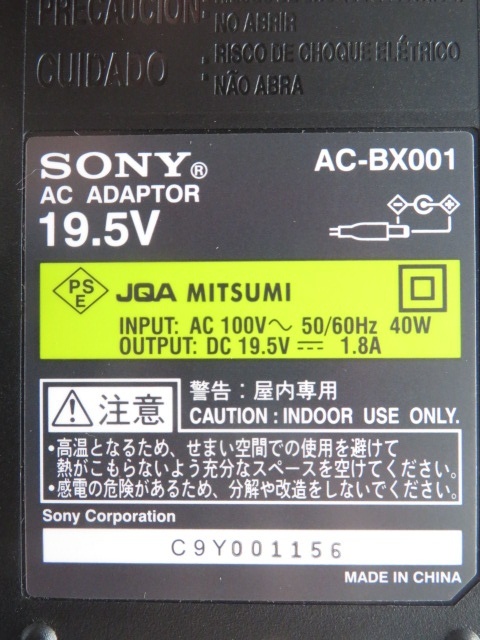 PRECAUCION:
NO ABRIR
CUIDADO : RISCO DE CHOQUE ELÉTRICO
NÃO ABRA
SONY® AC-BX001
AC ADAPTOR
19.5V
PSE JQA MITSUMI
INPUT: AC 100V～ 50/60Hz 40W
OUTPUT: DC 19.5V⎓ 1.8A
注意 警告：屋内専用
CAUTION : INDOOR USE ONLY.
•高温となるため、せまい空間での使用を避けて
熱がこもらないよう充分なスペースを空けてください。
•感電の危険があるため、分解や改造をしないでください。
Sony Corporation
C9Y001156
MADE IN CHINA